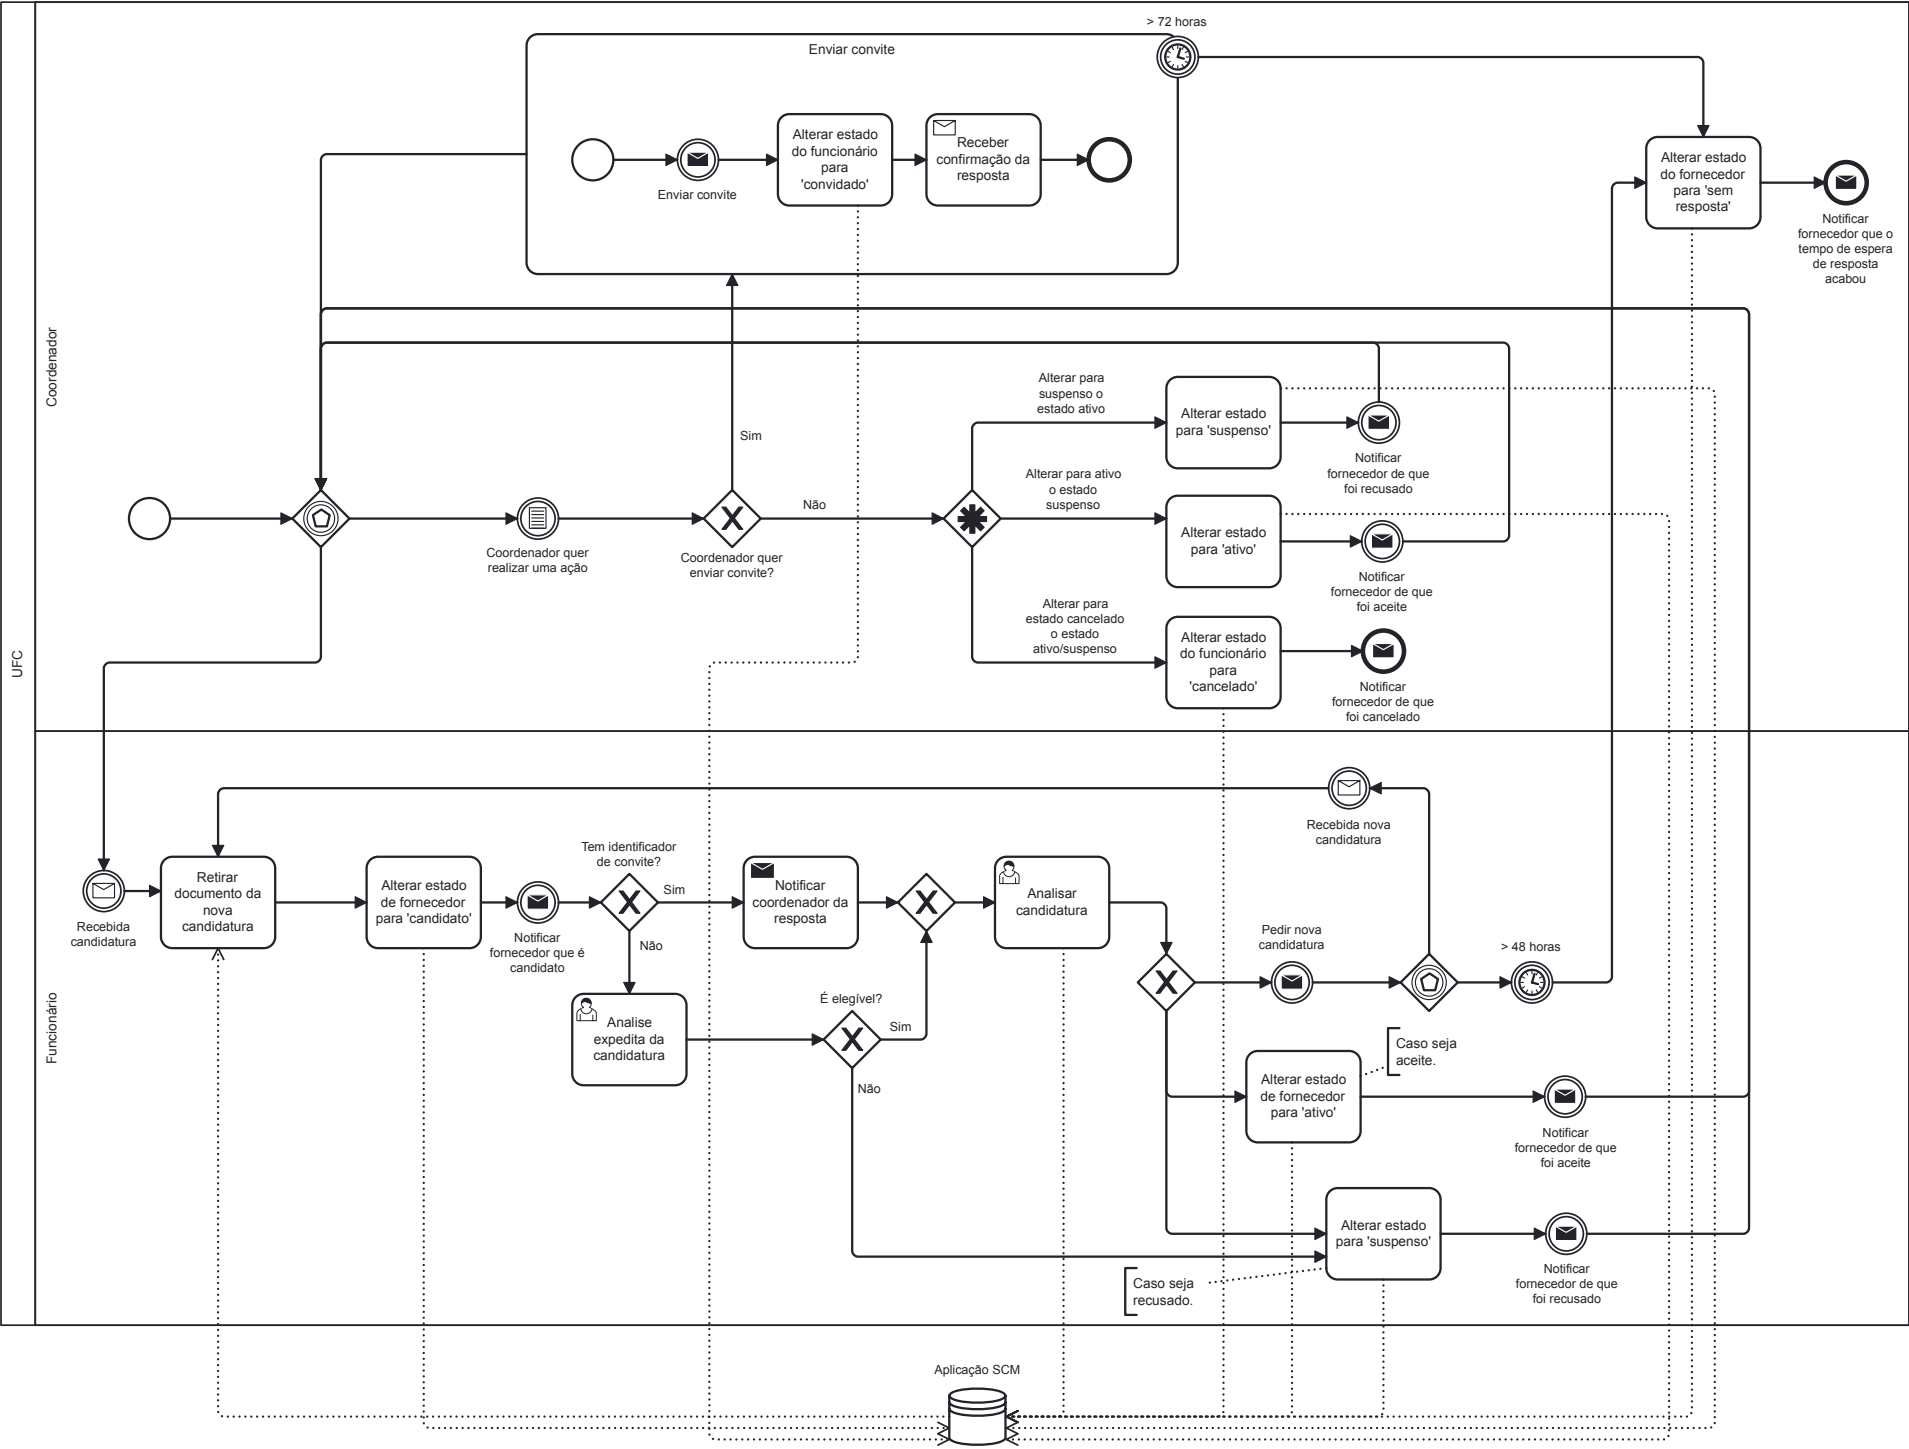 > 72 horas
Enviar convite
Alterar estado
do funcionário
para
'convidado'
Receber
confirmação da
resposta
Enviar convite
Alterar estado
do fornecedor
para 'sem
resposta'
Notificar
fornecedor que o
tempo de espera
de resposta
acabou
Coordenador
UFC
Alterar para
suspenso o
estado ativo
Alterar estado
para 'suspenso'
Notificar
fornecedor de que
foi recusado
Sim
Não
Coordenador quer
realizar uma ação
Coordenador quer
enviar convite?
Alterar para ativo
o estado
suspenso
Alterar estado
para 'ativo'
Notificar
fornecedor de que
foi aceite
Alterar para
estado cancelado
o estado
ativo/suspenso
Alterar estado
do funcionário
para
'cancelado'
Notificar
fornecedor de que
foi cancelado
Funcionário
Recebida nova
candidatura
Recebida
candidatura
Retirar
documento da
nova
candidatura
Alterar estado
de fornecedor
para 'candidato'
Notificar
fornecedor que é
candidato
Tem identificador
de convite?
Sim
Não
Notificar
coordenador da
resposta
Analisar
candidatura
Analise
expedita da
candidatura
É elegível?
Sim
Não
Pedir nova
candidatura
> 48 horas
Caso seja
aceite.
Alterar estado
de fornecedor
para 'ativo'
Notificar
fornecedor de que
foi aceite
Alterar estado
para 'suspenso'
Notificar
fornecedor de que
foi recusado
Caso seja
recusado.
Aplicação SCM